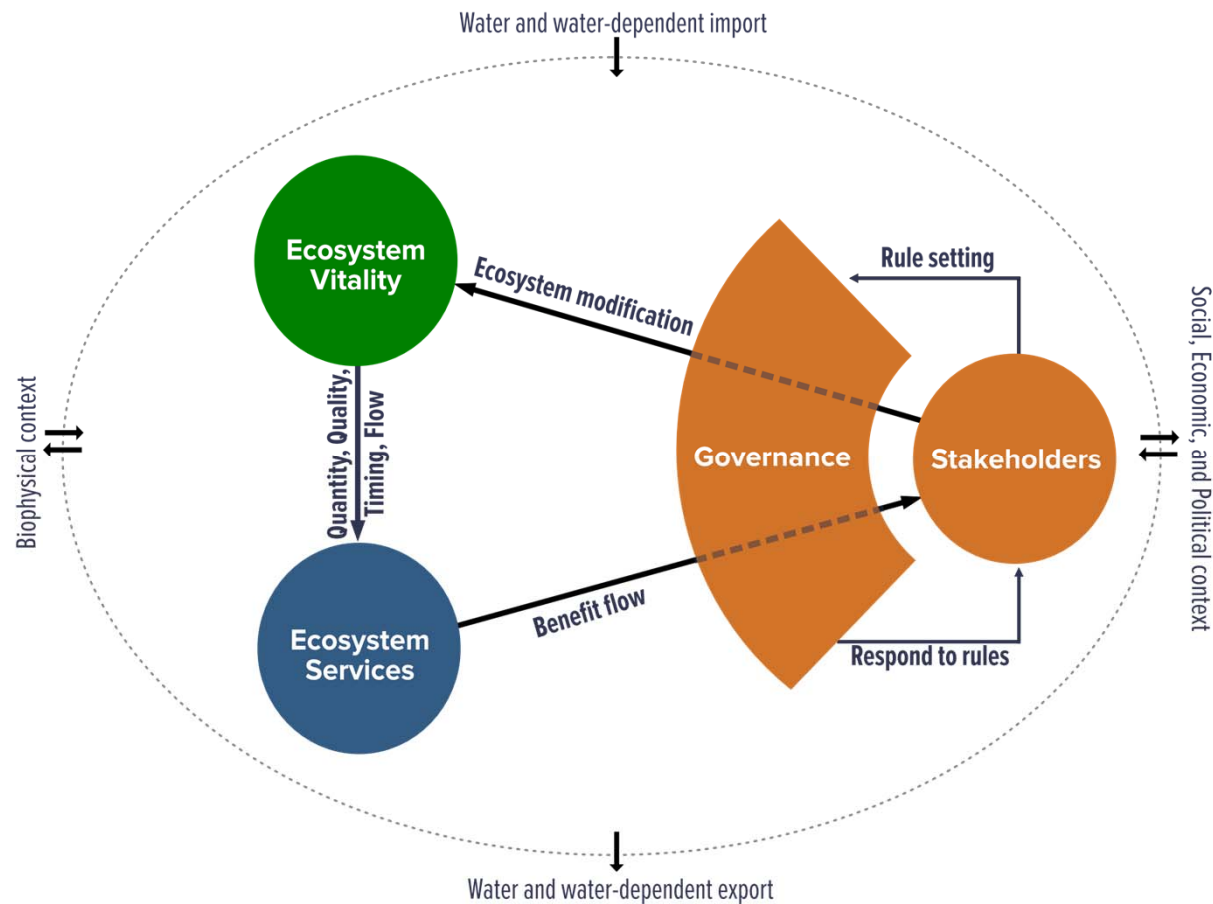 Water and water-dependent import
Ecosystem
Vitality
Ecosystem modification
Rule setting
Biophysical context
Quantity, Quality,
Timing, Flow
Governance
Stakeholders
Social, Economic, and Political context
Ecosystem
Services
Benefit flow
Respond to rules
Water and water-dependent export